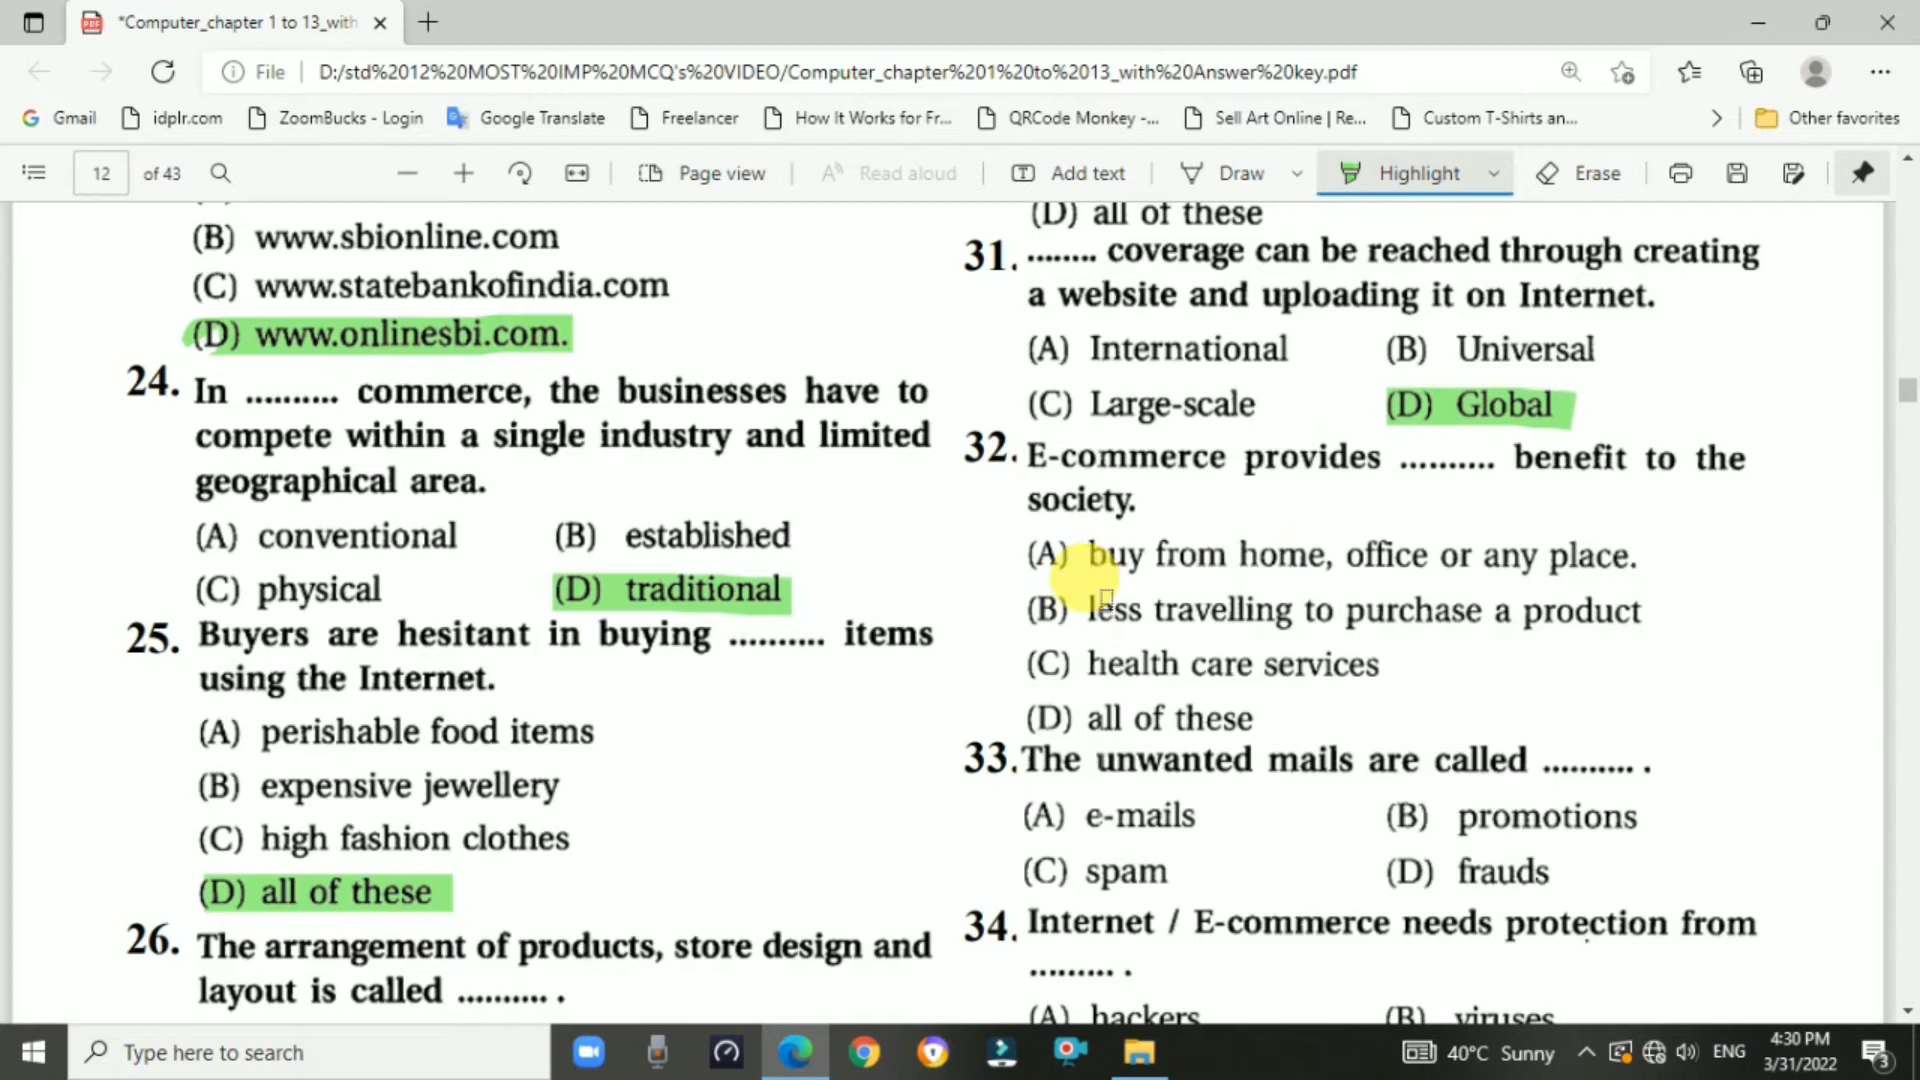 *Computer_chapter 1 to 13_with
File
D:/std%2012%20MOST%20IMP%20MCQ's%20VIDEO/Computer_chapter%201%20to%2013_with%20Answer%20key.pdf
Gmail
idplr.com
ZoomBucks - Login
Google Translate
Freelancer
How It Works for Fr...
QRCode Monkey -...
Sell Art Online | Re...
Custom T-Shirts an...
Other favorites
12 of 43
Page view
Read aloud
Add text
Draw
Highlight
Erase
(B) www.sbionline.com
(C) www.statebankofindia.com
(D) www.onlinesbi.com.
24. In .......... commerce, the businesses have to
compete within a single industry and limited
geographical area.
(A) conventional (B) established
(C) physical (D) traditional
25. Buyers are hesitant in buying .......... items
using the Internet.
(A) perishable food items
(B) expensive jewellery
(C) high fashion clothes
(D) all of these
26. The arrangement of products, store design and
layout is called .......... .
(D) all of these
31. ........ coverage can be reached through creating
a website and uploading it on Internet.
(A) International (B) Universal
(C) Large-scale (D) Global
32. E-commerce provides .......... benefit to the
society.
(A) buy from home, office or any place.
(B) less travelling to purchase a product
(C) health care services
(D) all of these
33. The unwanted mails are called .......... .
(A) e-mails (B) promotions
(C) spam (D) frauds
34. Internet / E-commerce needs protection from
......... .
(A) hackers (B) viruses
Type here to search
40°C Sunny
ENG
4:30 PM
3/31/2022
3